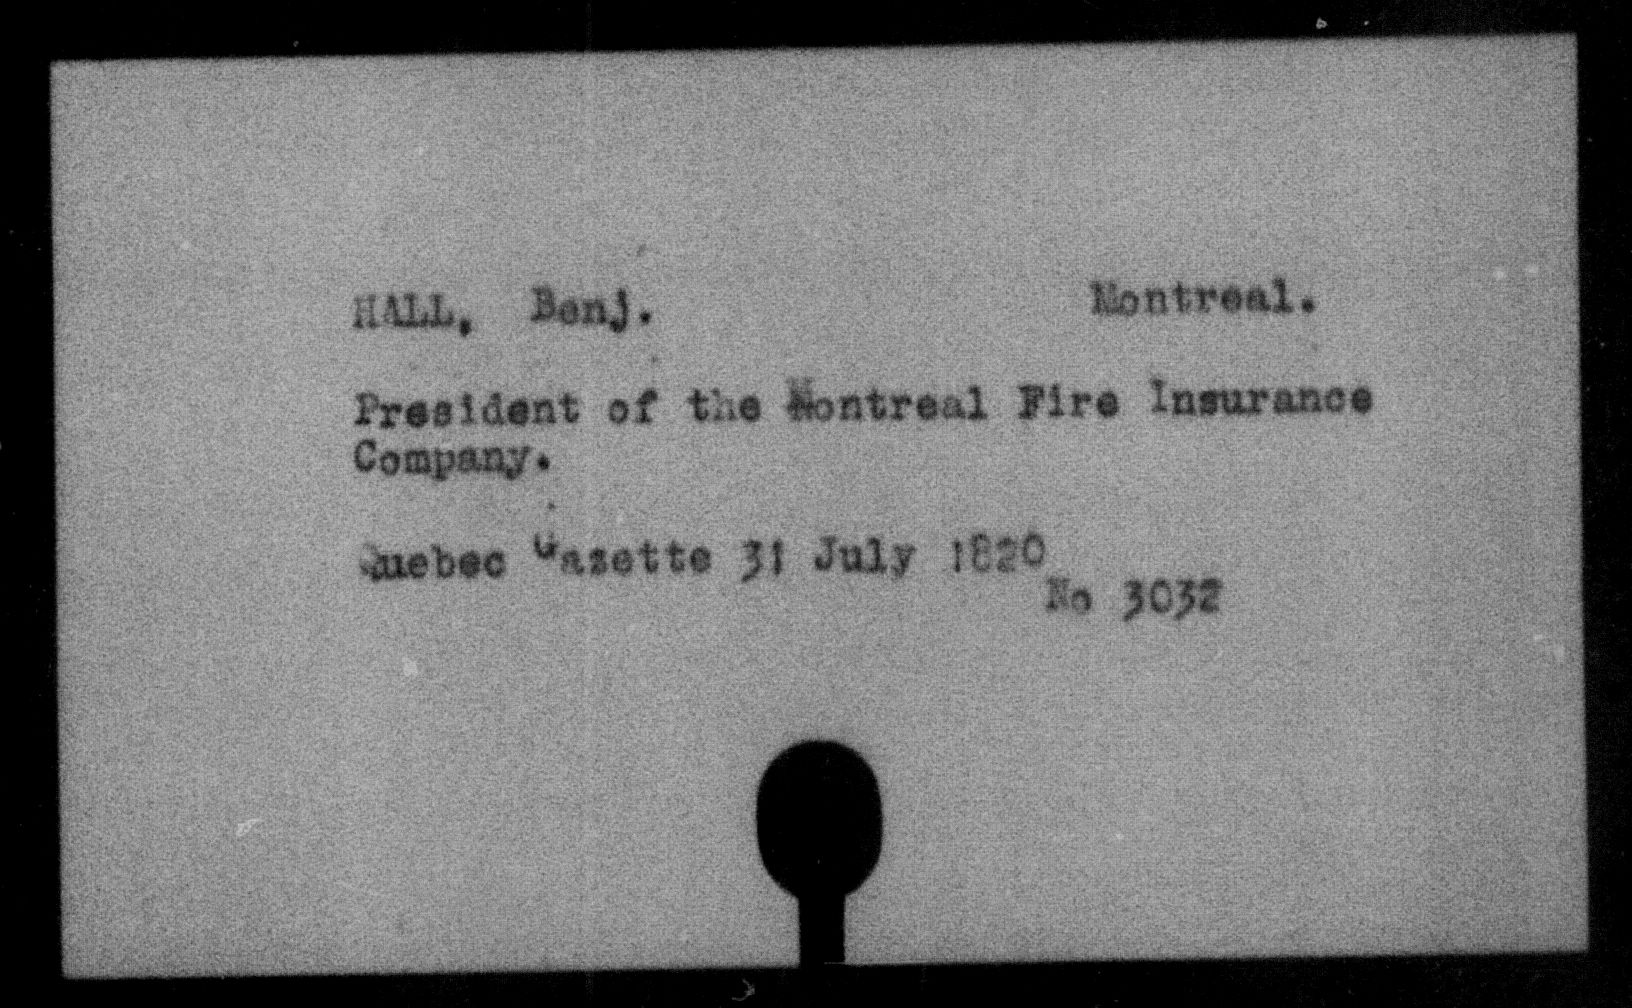 HALL, Benj. Montreal.
President of the Montreal Fire Insurance
Company.
Quebec Gazette 31 July 1820
No 3032